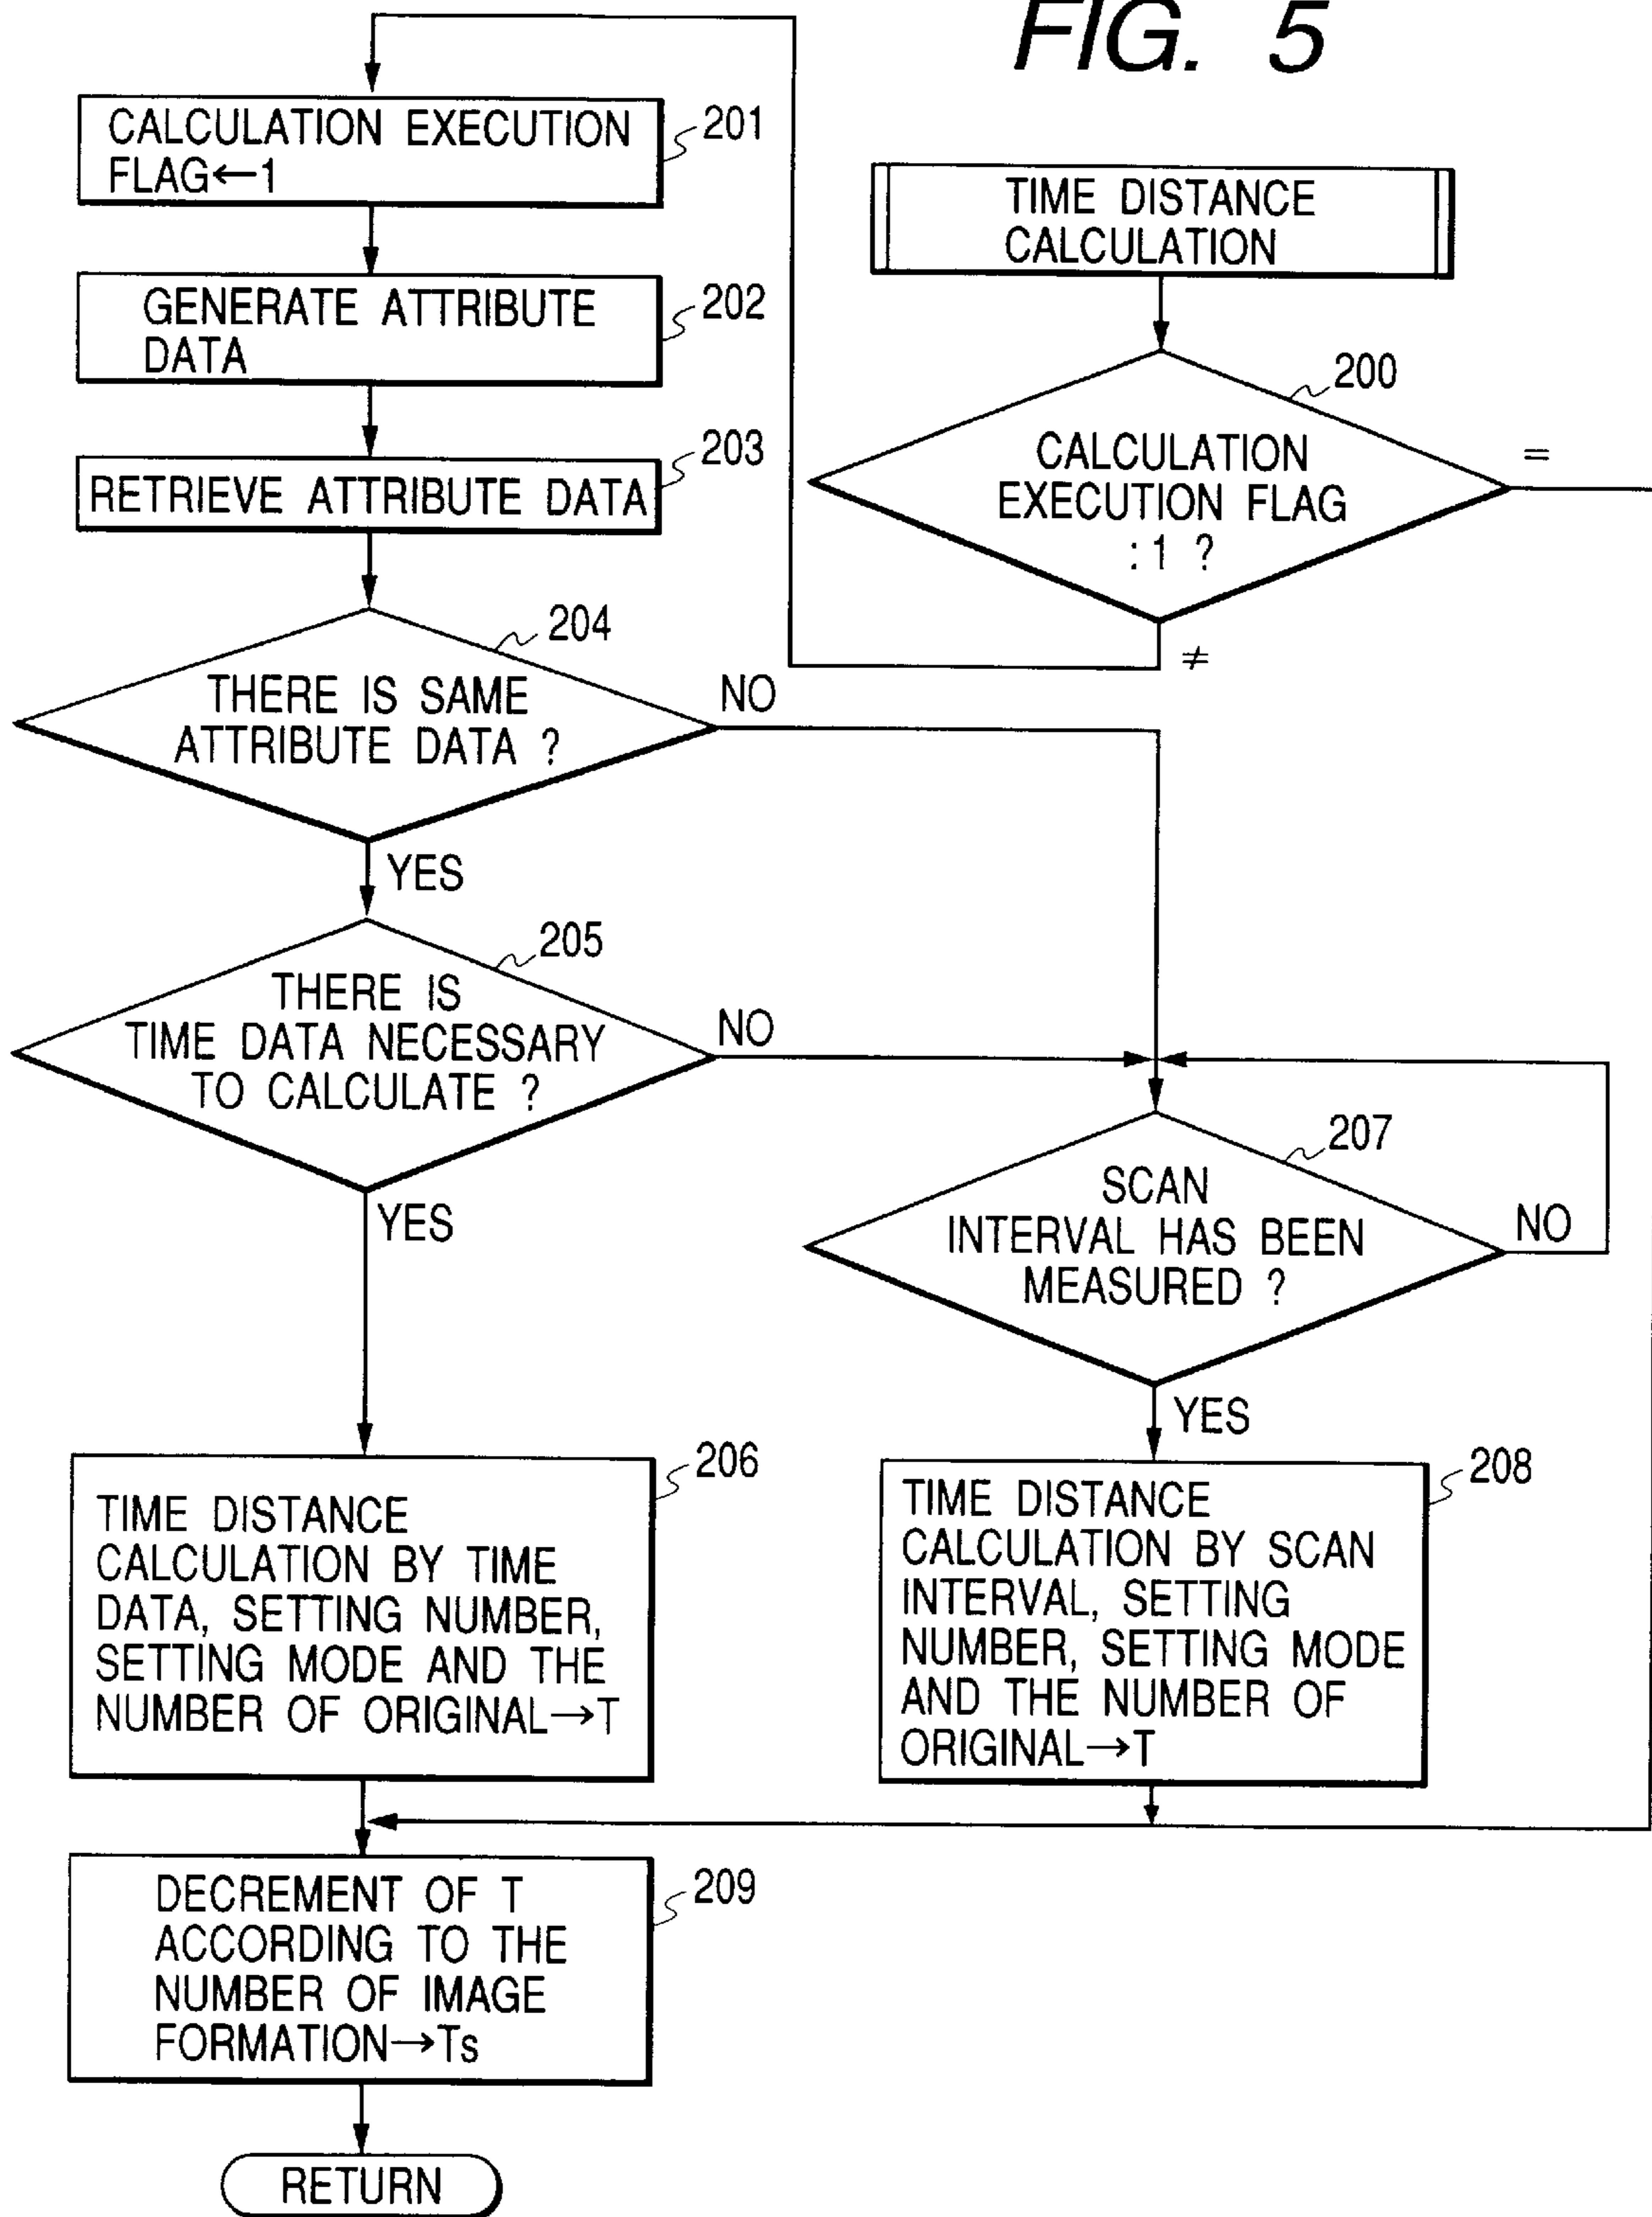 FIG. 5
TIME DISTANCE
CALCULATION
200
CALCULATION
EXECUTION FLAG
: 1 ?
=
≠
201
CALCULATION EXECUTION
FLAG←1
202
GENERATE ATTRIBUTE
DATA
203
RETRIEVE ATTRIBUTE DATA
204
THERE IS SAME
ATTRIBUTE DATA ?
NO
YES
205
THERE IS
TIME DATA NECESSARY
TO CALCULATE ?
NO
YES
206
TIME DISTANCE
CALCULATION BY TIME
DATA, SETTING NUMBER,
SETTING MODE AND THE
NUMBER OF ORIGINAL→T
207
SCAN
INTERVAL HAS BEEN
MEASURED ?
NO
YES
208
TIME DISTANCE
CALCULATION BY SCAN
INTERVAL, SETTING
NUMBER, SETTING MODE
AND THE NUMBER OF
ORIGINAL→T
209
DECREMENT OF T
ACCORDING TO THE
NUMBER OF IMAGE
FORMATION→Ts
RETURN